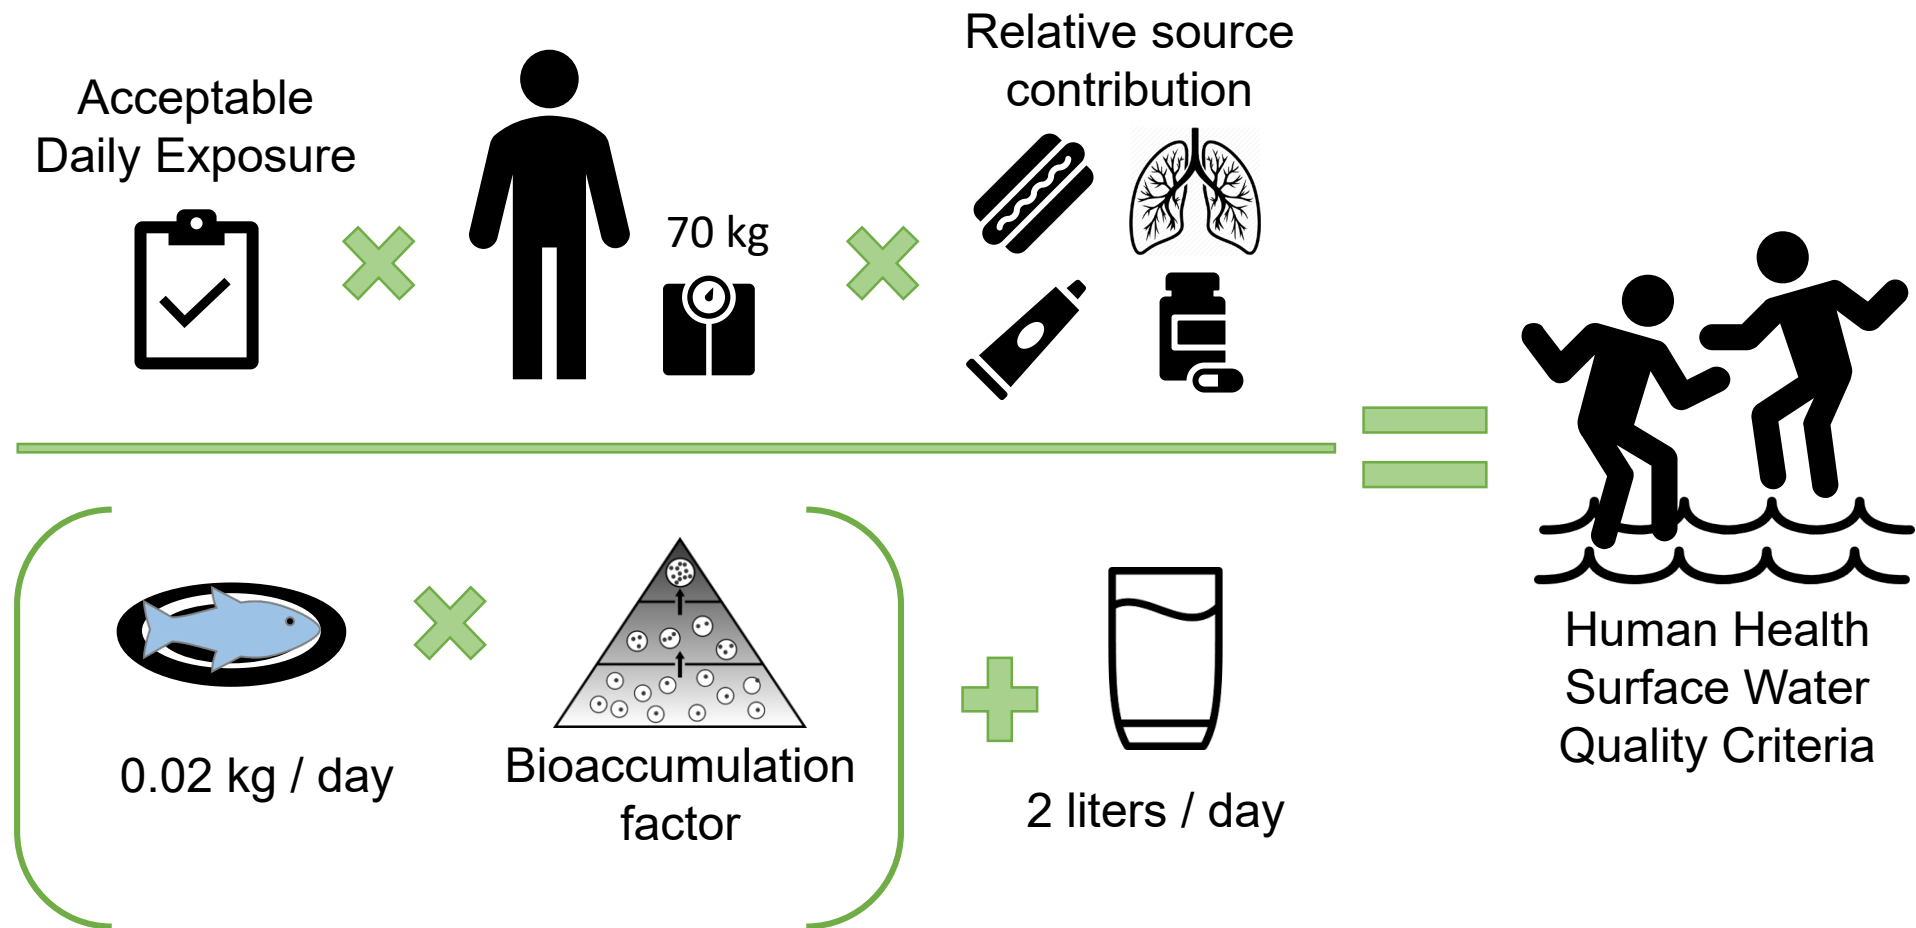 Acceptable
Daily Exposure
70 kg
Relative source
contribution
0.02 kg / day
Bioaccumulation
factor
2 liters / day
Human Health
Surface Water
Quality Criteria